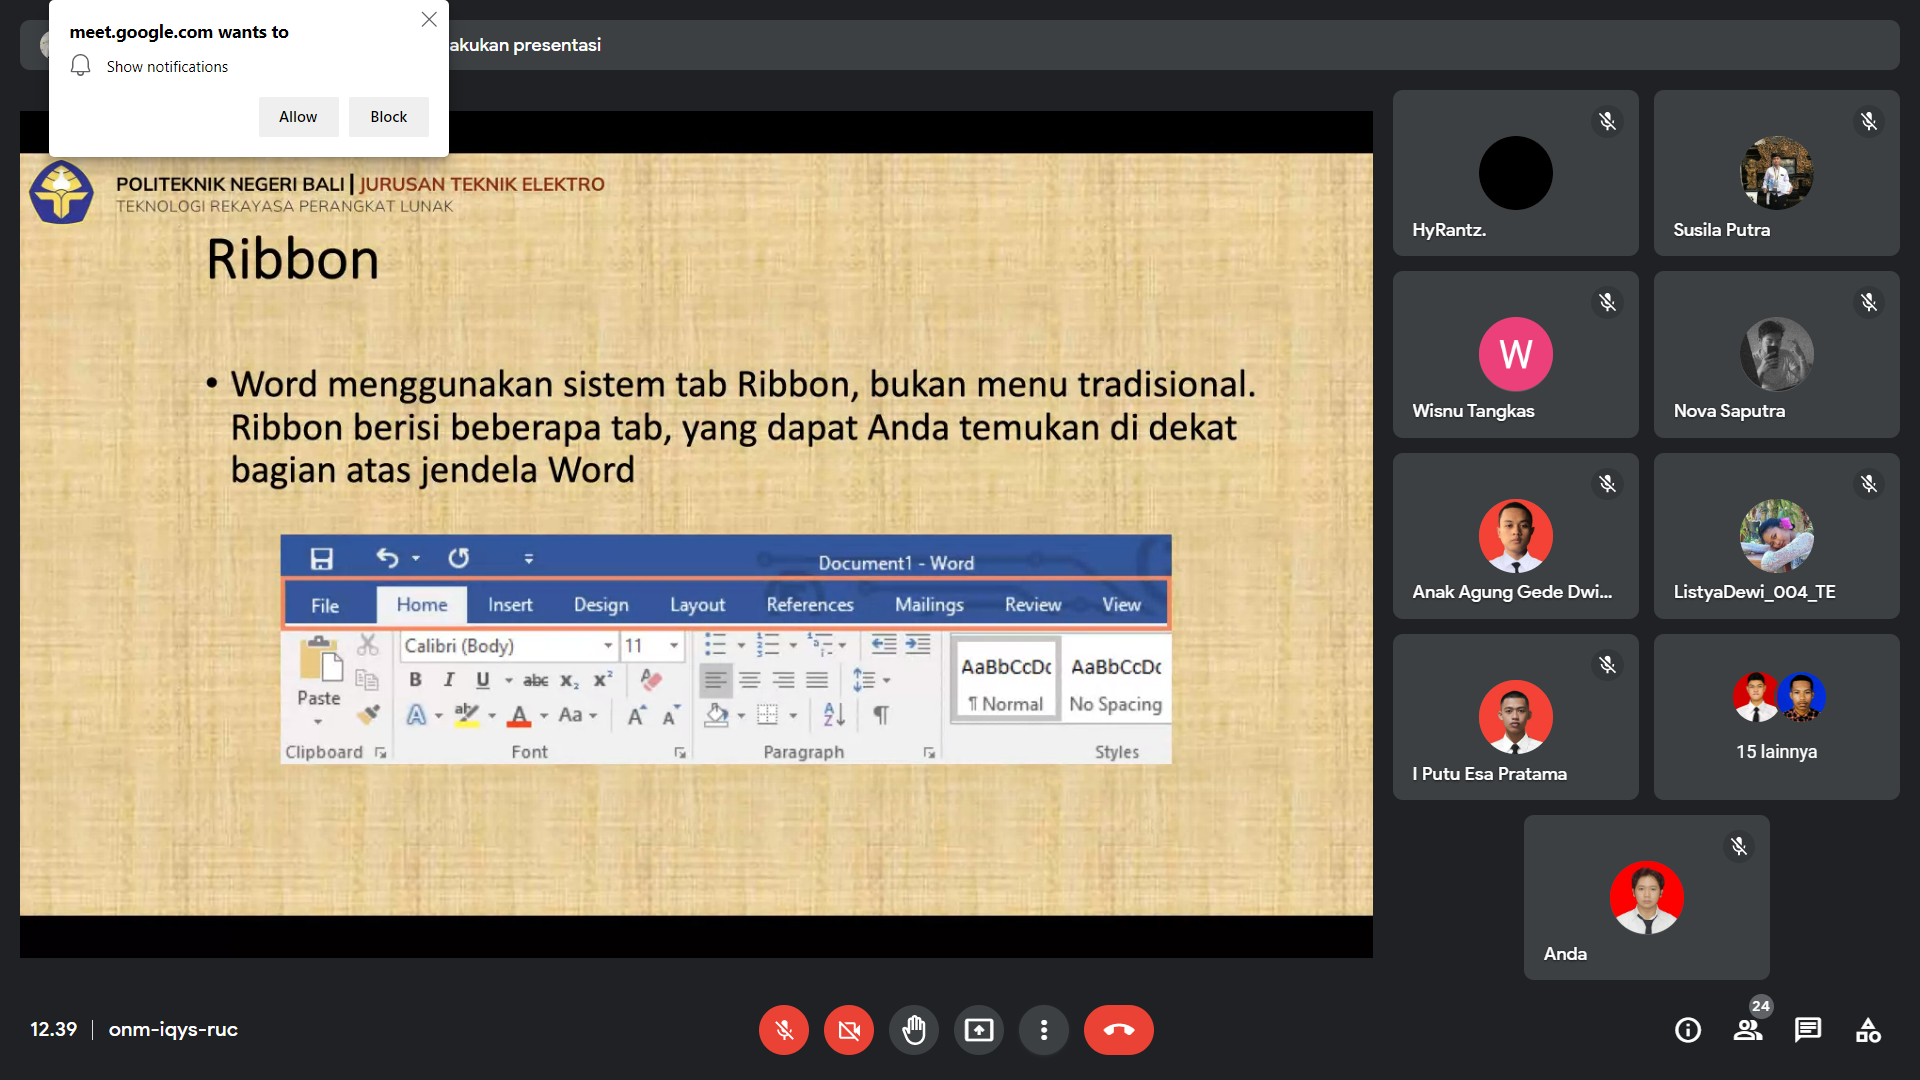 meet.google.com wants to
Show notifications
Allow
Block
akukan presentasi
POLITEKNIK NEGERI BALI | JURUSAN TEKNIK ELEKTRO
TEKNOLOGI REKAYASA PERANGKAT LUNAK
Ribbon
• Word menggunakan sistem tab Ribbon, bukan menu tradisional.
Ribbon berisi beberapa tab, yang dapat Anda temukan di dekat
bagian atas jendela Word
Document1 - Word
File Home Insert Design Layout References Mailings Review View
Calibri (Body) 11
B I U abc x₂ x²
Paste
A aby A Aa A A
AaBbCcDc AaBbCcDc
¶ Normal No Spacing
Clipboard Font Paragraph Styles
HyRantz.
Susila Putra
W
Wisnu Tangkas
Nova Saputra
Anak Agung Gede Dwi...
ListyaDewi_004_TE
I Putu Esa Pratama
15 lainnya
Anda
12.39 | onm-iqys-ruc
24